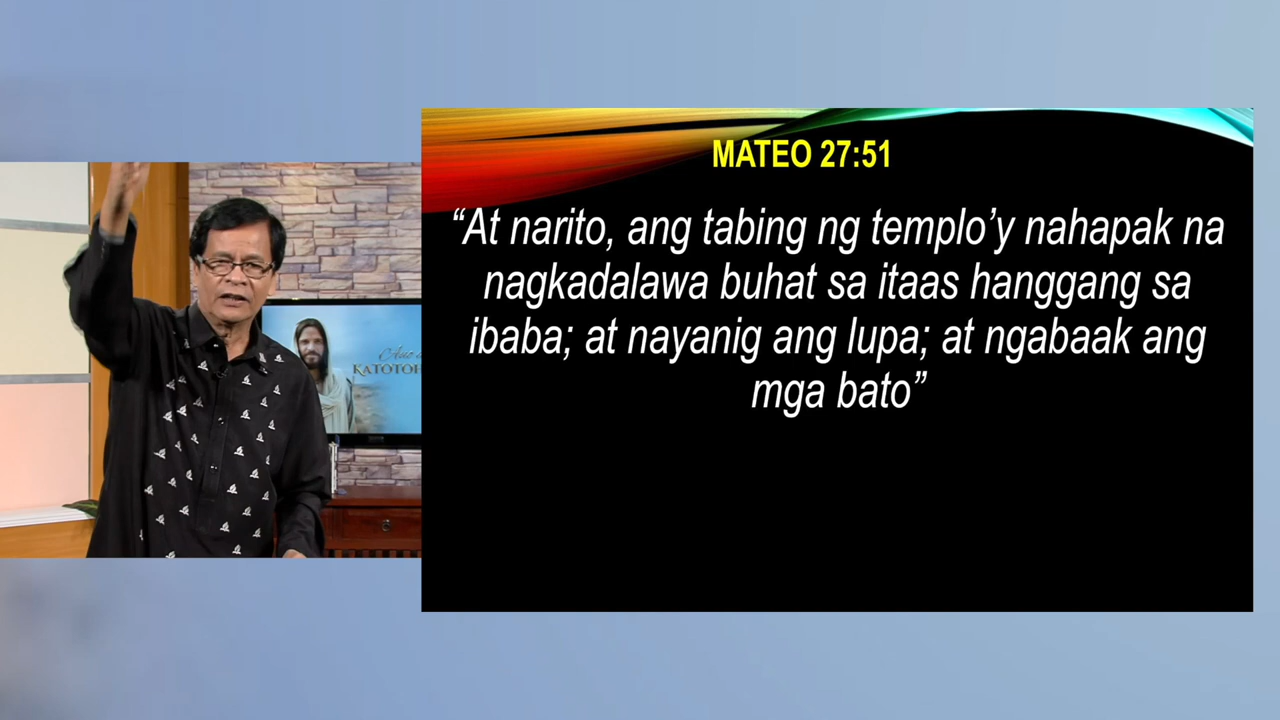 MATEO 27:51
“At narito, ang tabing ng templo’y nahapak na
nagkadalawa buhat sa itaas hanggang sa
ibaba; at nayanig ang lupa; at ngabaak ang
mga bato”